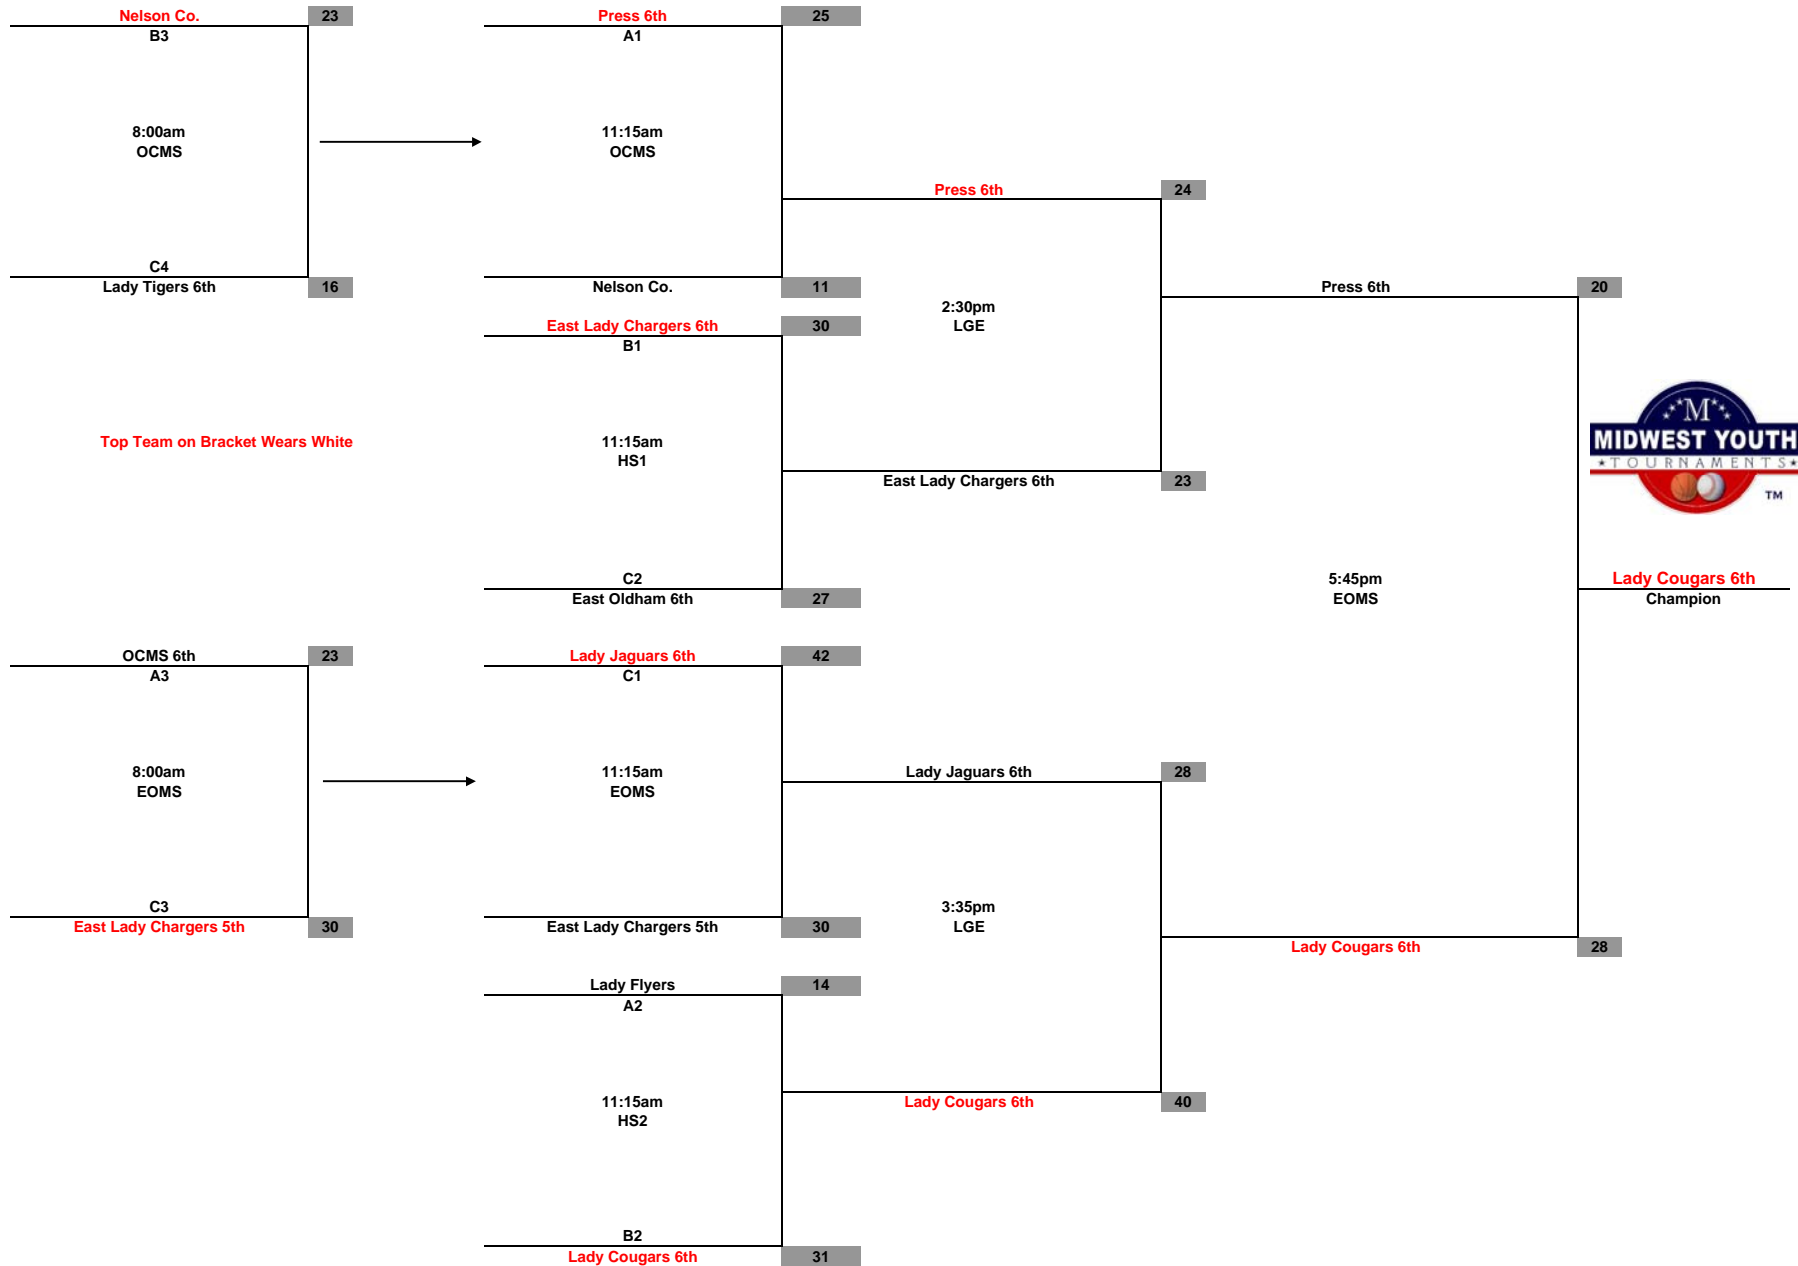 Nelson Co. 23
B3
8:00am
OCMS
C4
Lady Tigers 6th 16
Press 6th 25
A1
11:15am
OCMS
Nelson Co. 11
East Lady Chargers 6th 30
B1
11:15am
HS1
C2
East Oldham 6th 27
Top Team on Bracket Wears White
OCMS 6th 23
A3
8:00am
EOMS
C3
East Lady Chargers 5th 30
Lady Jaguars 6th 42
C1
11:15am
EOMS
East Lady Chargers 5th 30
Lady Flyers 14
A2
11:15am
HS2
B2
Lady Cougars 6th 31
Press 6th 24
2:30pm
LGE
East Lady Chargers 6th 23
Lady Jaguars 6th 28
3:35pm
LGE
Lady Cougars 6th 40
Press 6th 20
5:45pm
EOMS
Lady Cougars 6th 28
M
MIDWEST YOUTH
TOURNAMENTS
TM
Lady Cougars 6th
Champion